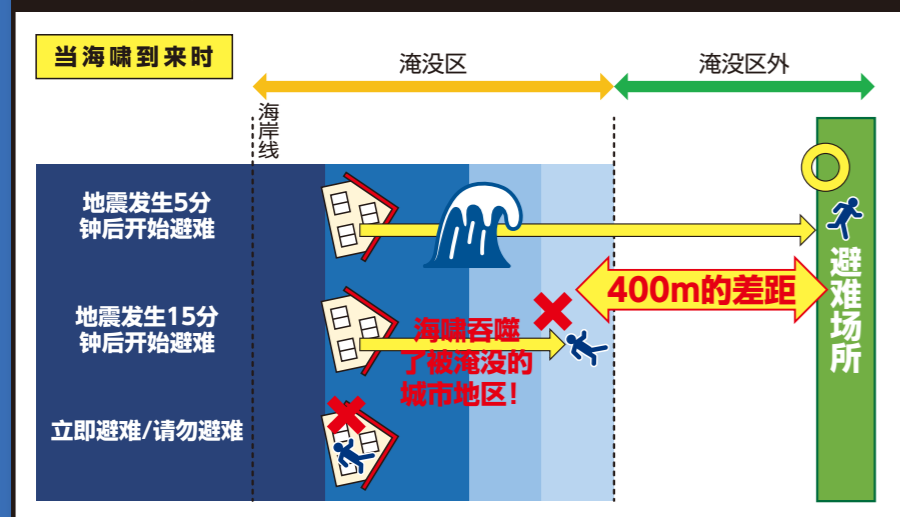 当海啸到来时
淹没区
淹没区外
海岸线
地震发生5分
钟后开始避难
400m的差距
避难场所
地震发生15分
钟后开始避难
海啸吞噬
了被淹没的
城市地区！
立即避难/请勿避难